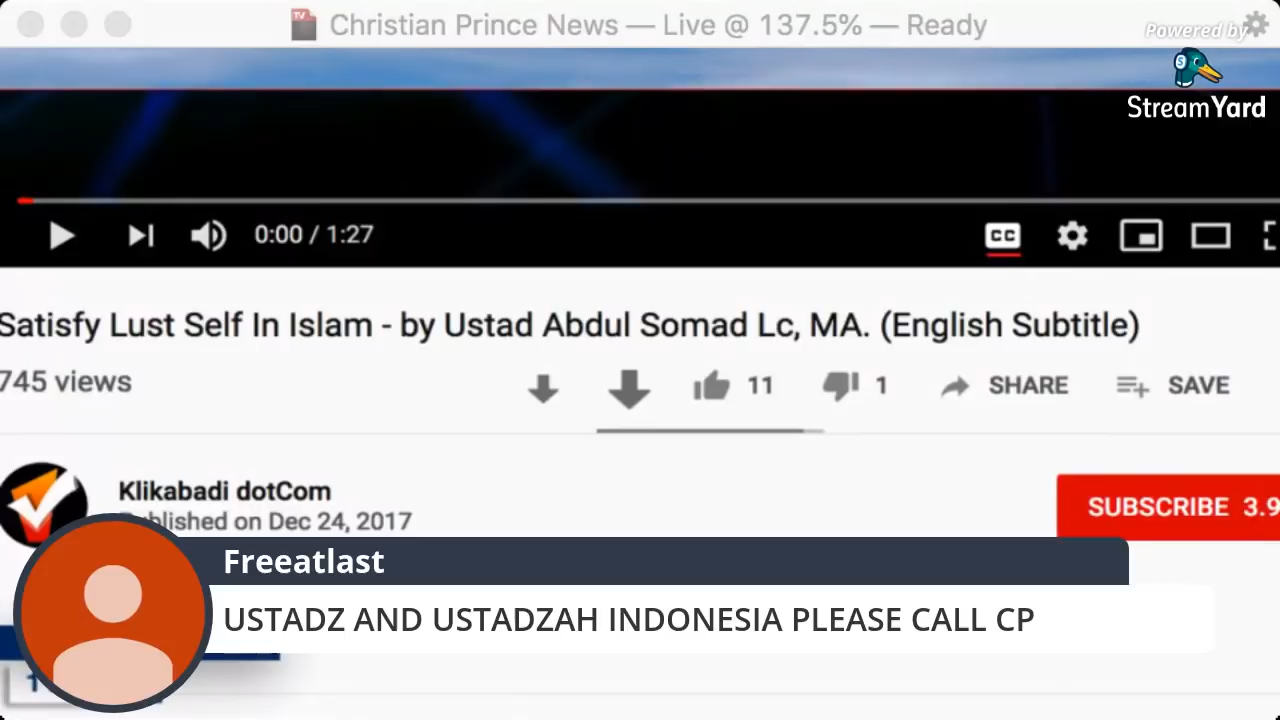 Christian Prince News — Live @ 137.5% — Ready
Powered by
StreamYard
0:00 / 1:27
CC
Satisfy Lust Self In Islam - by Ustad Abdul Somad Lc, MA. (English Subtitle)
745 views
11
1
SHARE
SAVE
Klikabadi dotCom
Published on Dec 24, 2017
SUBSCRIBE 3.9
Freeatlast
USTADZ AND USTADZAH INDONESIA PLEASE CALL CP